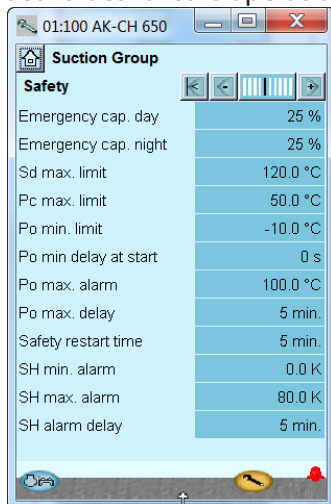 01:100 AK-CH 650
Suction Group
Safety
Emergency cap. day 25 %
Emergency cap. night 25 %
Sd max. limit 120.0 °C
Pc max. limit 50.0 °C
Po min. limit -10.0 °C
Po min delay at start 0 s
Po max. alarm 100.0 °C
Po max. delay 5 min.
Safety restart time 5 min.
SH min. alarm 0.0 K
SH max. alarm 80.0 K
SH alarm delay 5 min.